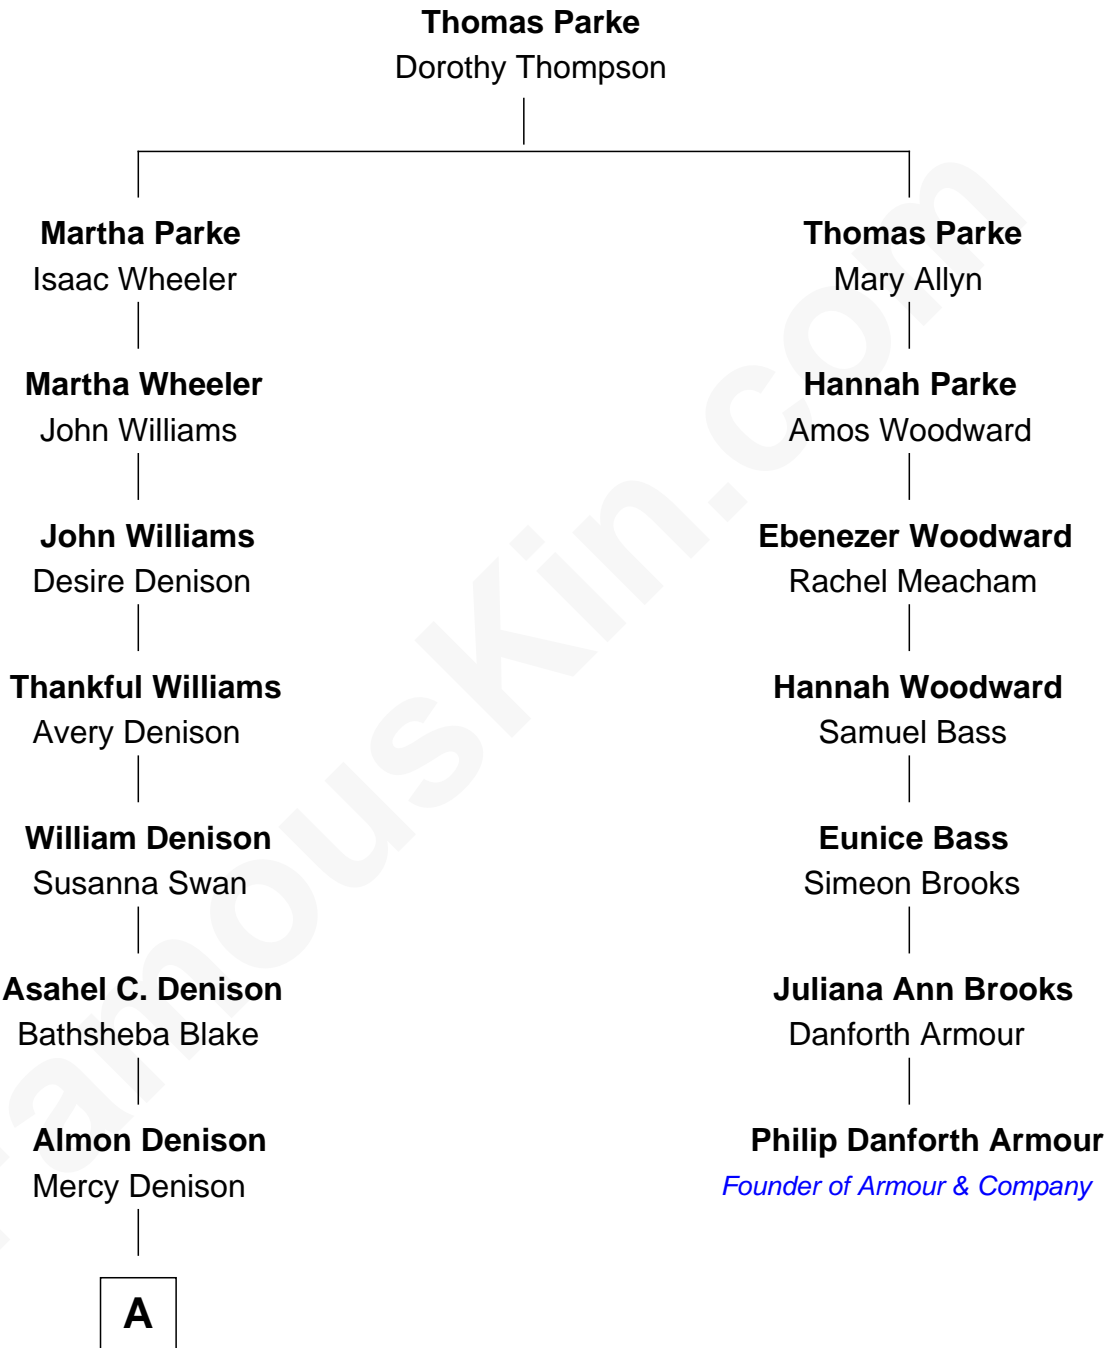 Thomas Parke
Dorothy Thompson
Martha Parke
Isaac Wheeler
Thomas Parke
Mary Allyn
Martha Wheeler
John Williams
Hannah Parke
Amos Woodward
John Williams
Desire Denison
Ebenezer Woodward
Rachel Meacham
Thankful Williams
Avery Denison
Hannah Woodward
Samuel Bass
William Denison
Susanna Swan
Eunice Bass
Simeon Brooks
Asahel C. Denison
Bathsheba Blake
Juliana Ann Brooks
Danforth Armour
Almon Denison
Mercy Denison
Philip Danforth Armour
Founder of Armour & Company
A
FamousKin.com